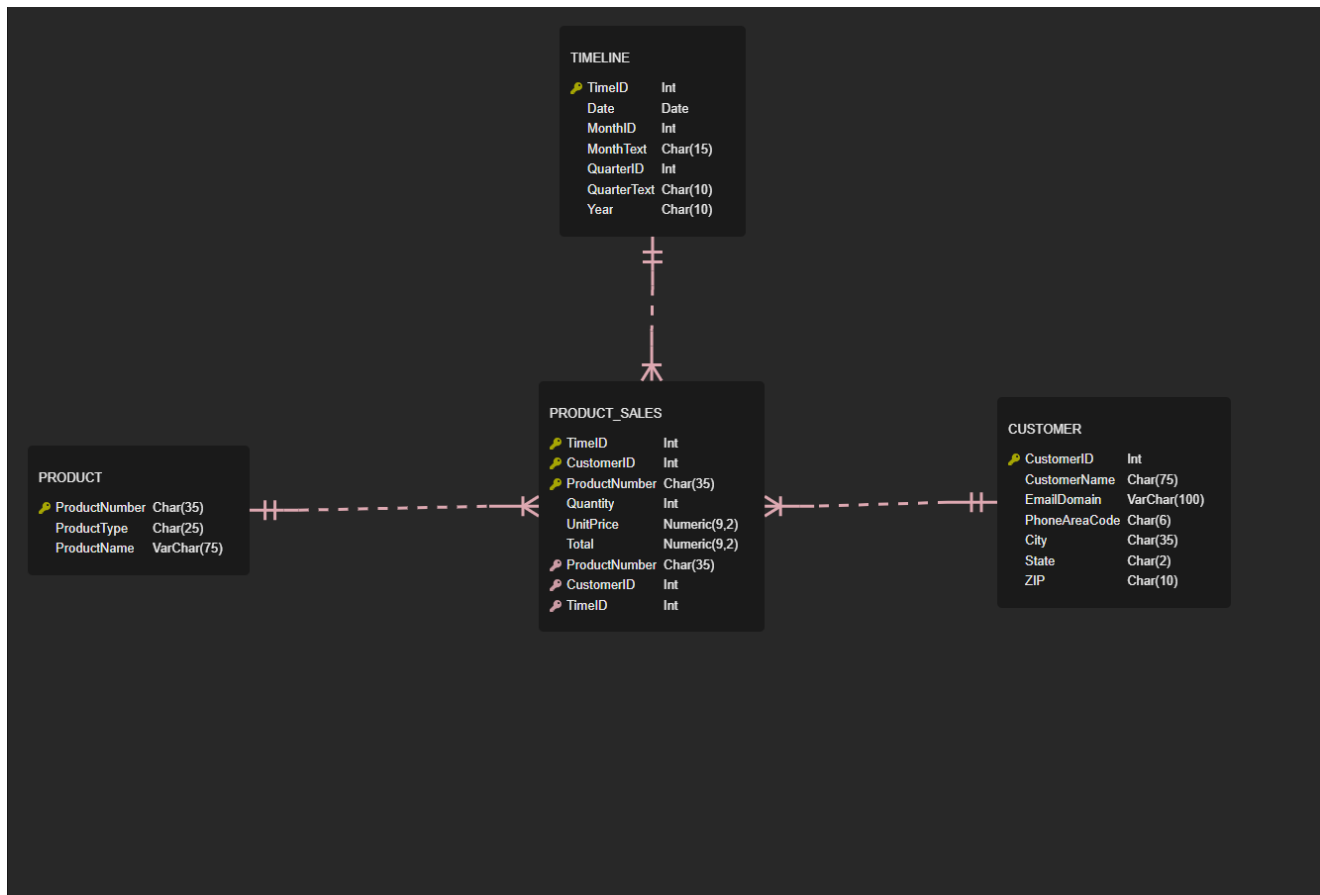 TIMELINE
TimeID Int
Date Date
MonthID Int
MonthText Char(15)
QuarterID Int
QuarterText Char(10)
Year Char(10)
PRODUCT
ProductNumber Char(35)
ProductType Char(25)
ProductName VarChar(75)
PRODUCT_SALES
TimeID Int
CustomerID Int
ProductNumber Char(35)
Quantity Int
UnitPrice Numeric(9,2)
Total Numeric(9,2)
ProductNumber Char(35)
CustomerID Int
TimeID Int
CUSTOMER
CustomerID Int
CustomerName Char(75)
EmailDomain VarChar(100)
PhoneAreaCode Char(6)
City Char(35)
State Char(2)
ZIP Char(10)